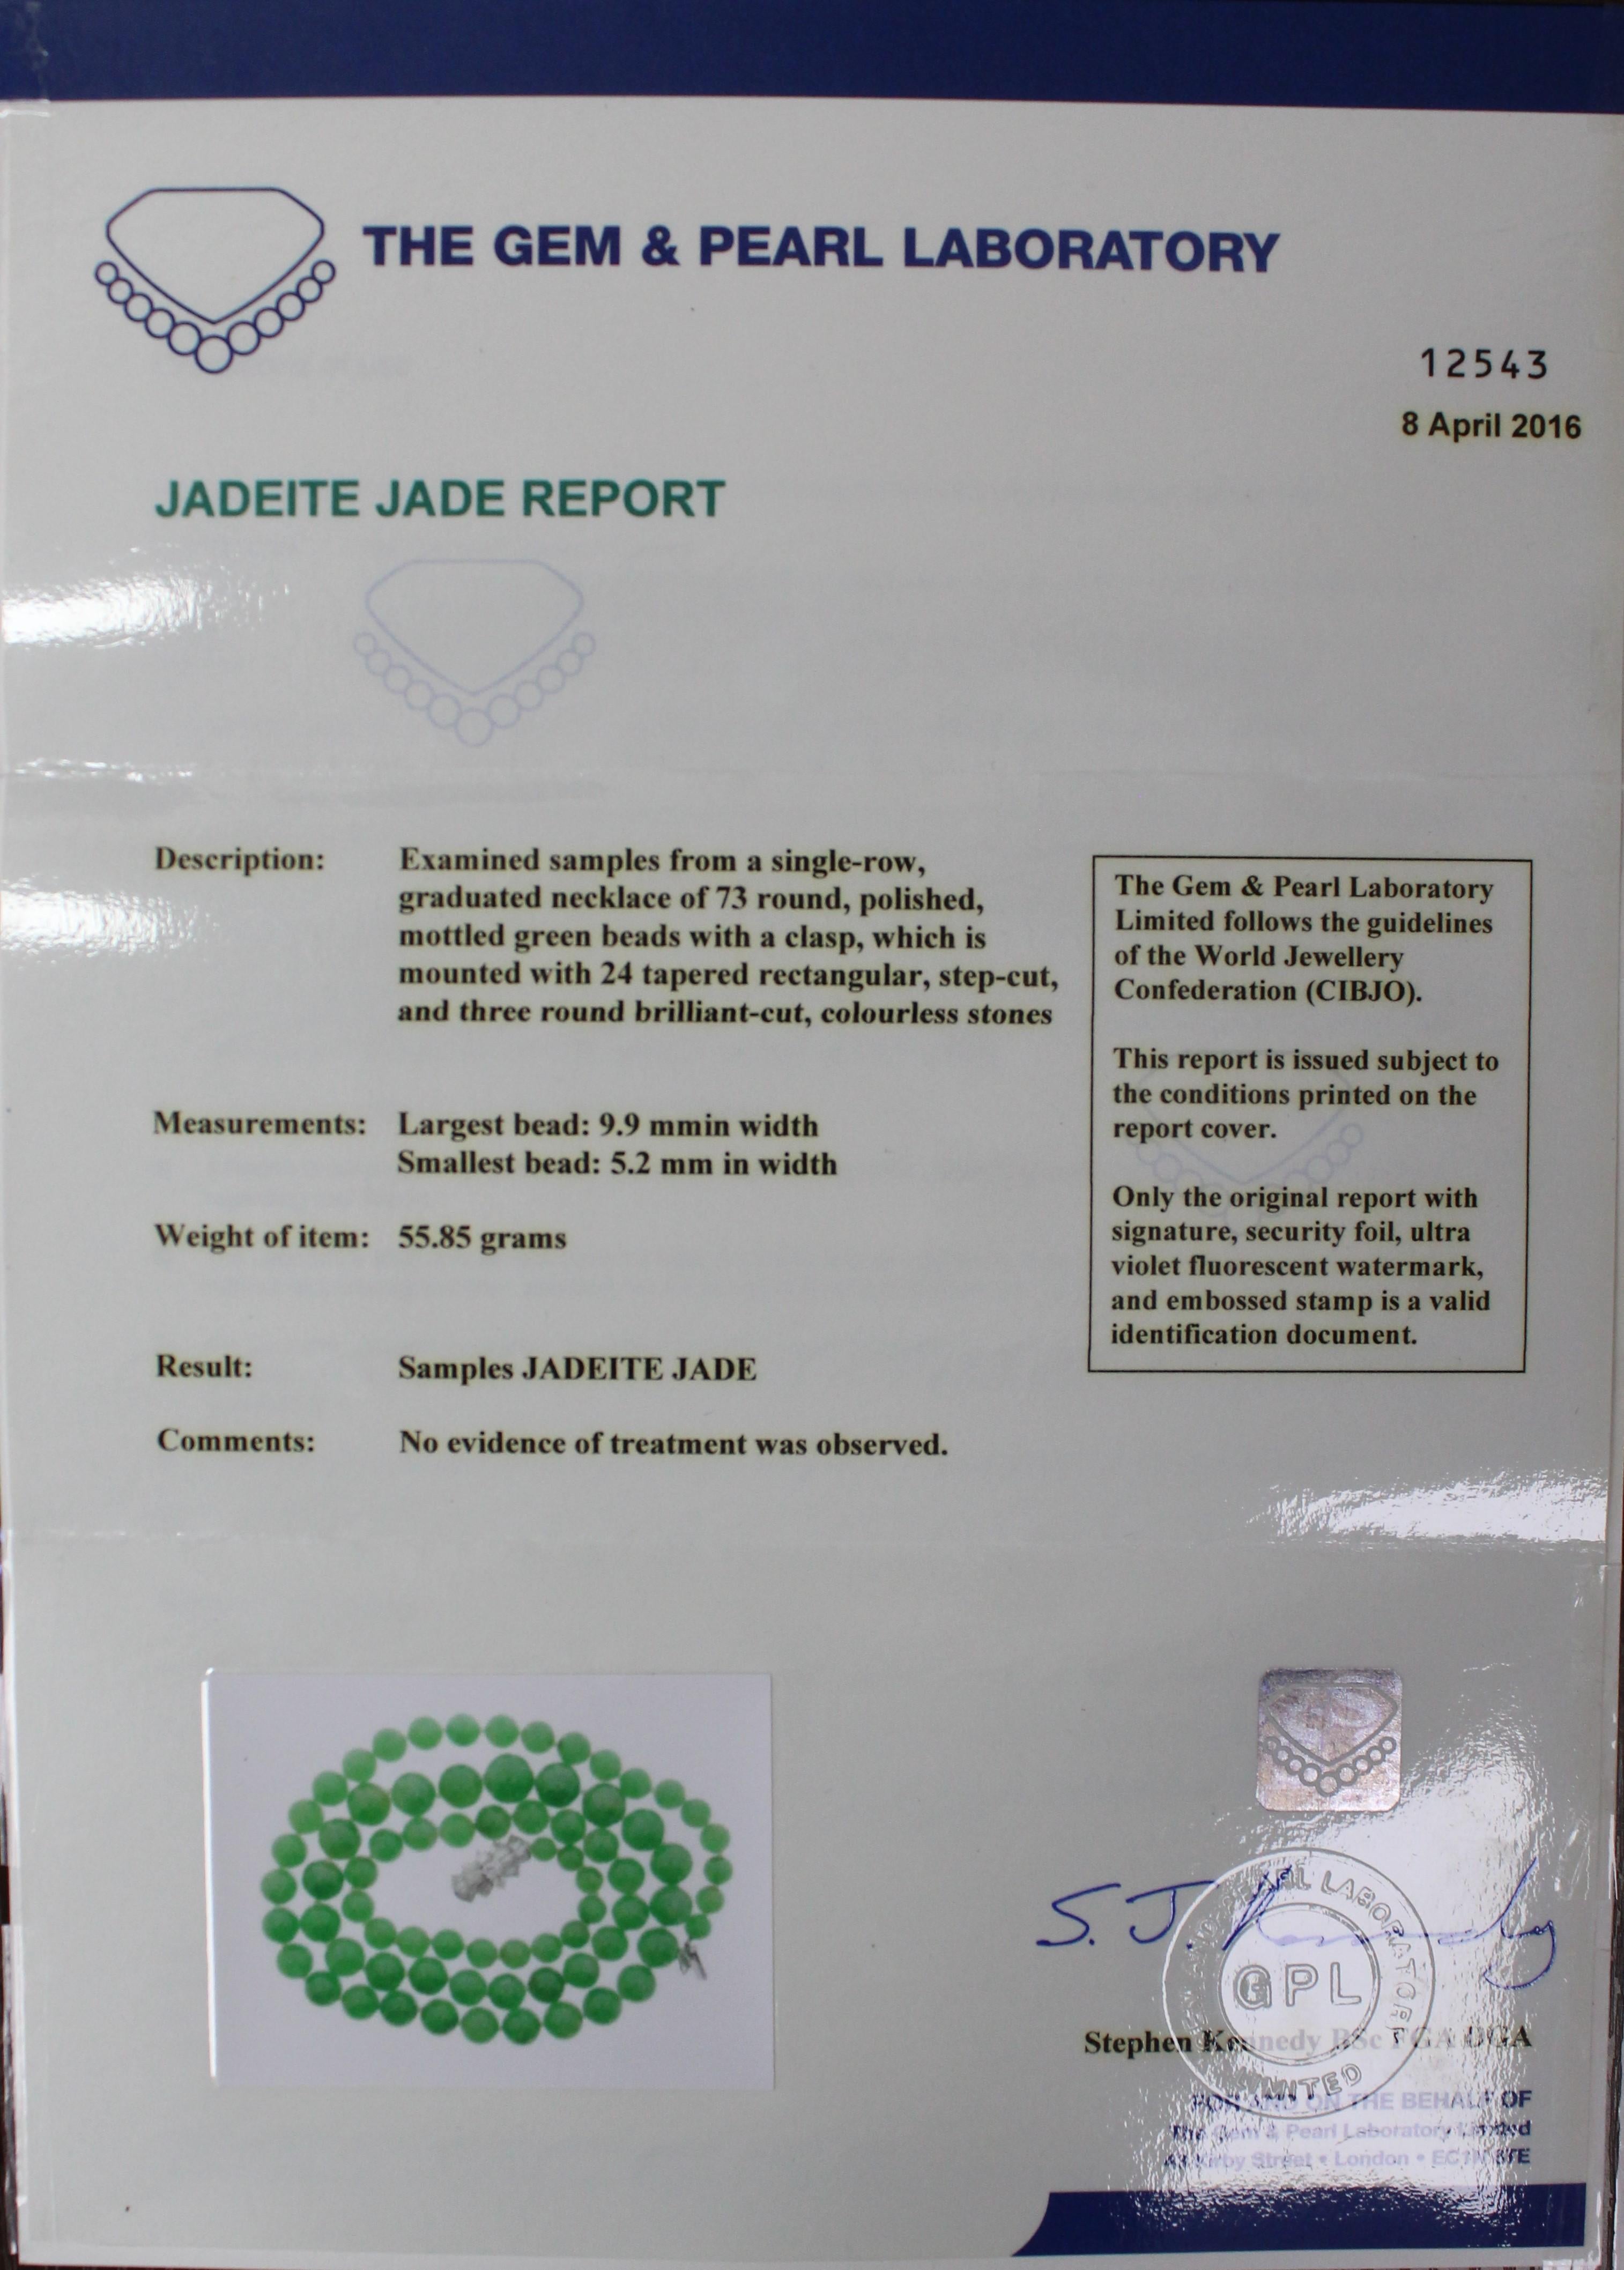 THE GEM & PEARL LABORATORY
12543
8 April 2016
JADEITE JADE REPORT
Description: Examined samples from a single-row,
graduated necklace of 73 round, polished,
mottled green beads with a clasp, which is
mounted with 24 tapered rectangular, step-cut,
and three round brilliant-cut, colourless stones
Measurements: Largest bead: 9.9 mmin width
Smallest bead: 5.2 mm in width
Weight of item: 55.85 grams
Result: Samples JADEITE JADE
Comments: No evidence of treatment was observed.
The Gem & Pearl Laboratory
Limited follows the guidelines
of the World Jewellery
Confederation (CIBJO).
This report is issued subject to
the conditions printed on the
report cover.
Only the original report with
signature, security foil, ultra
violet fluorescent watermark,
and embossed stamp is a valid
identification document.
S. J. Kennedy
PEARL LABORATORY
GPL
LIMITED
Stephen Kennedy BSc FGA DGA
FOR AND ON THE BEHALF OF
The Gem & Pearl Laboratory Limited
Kirby Street • London •